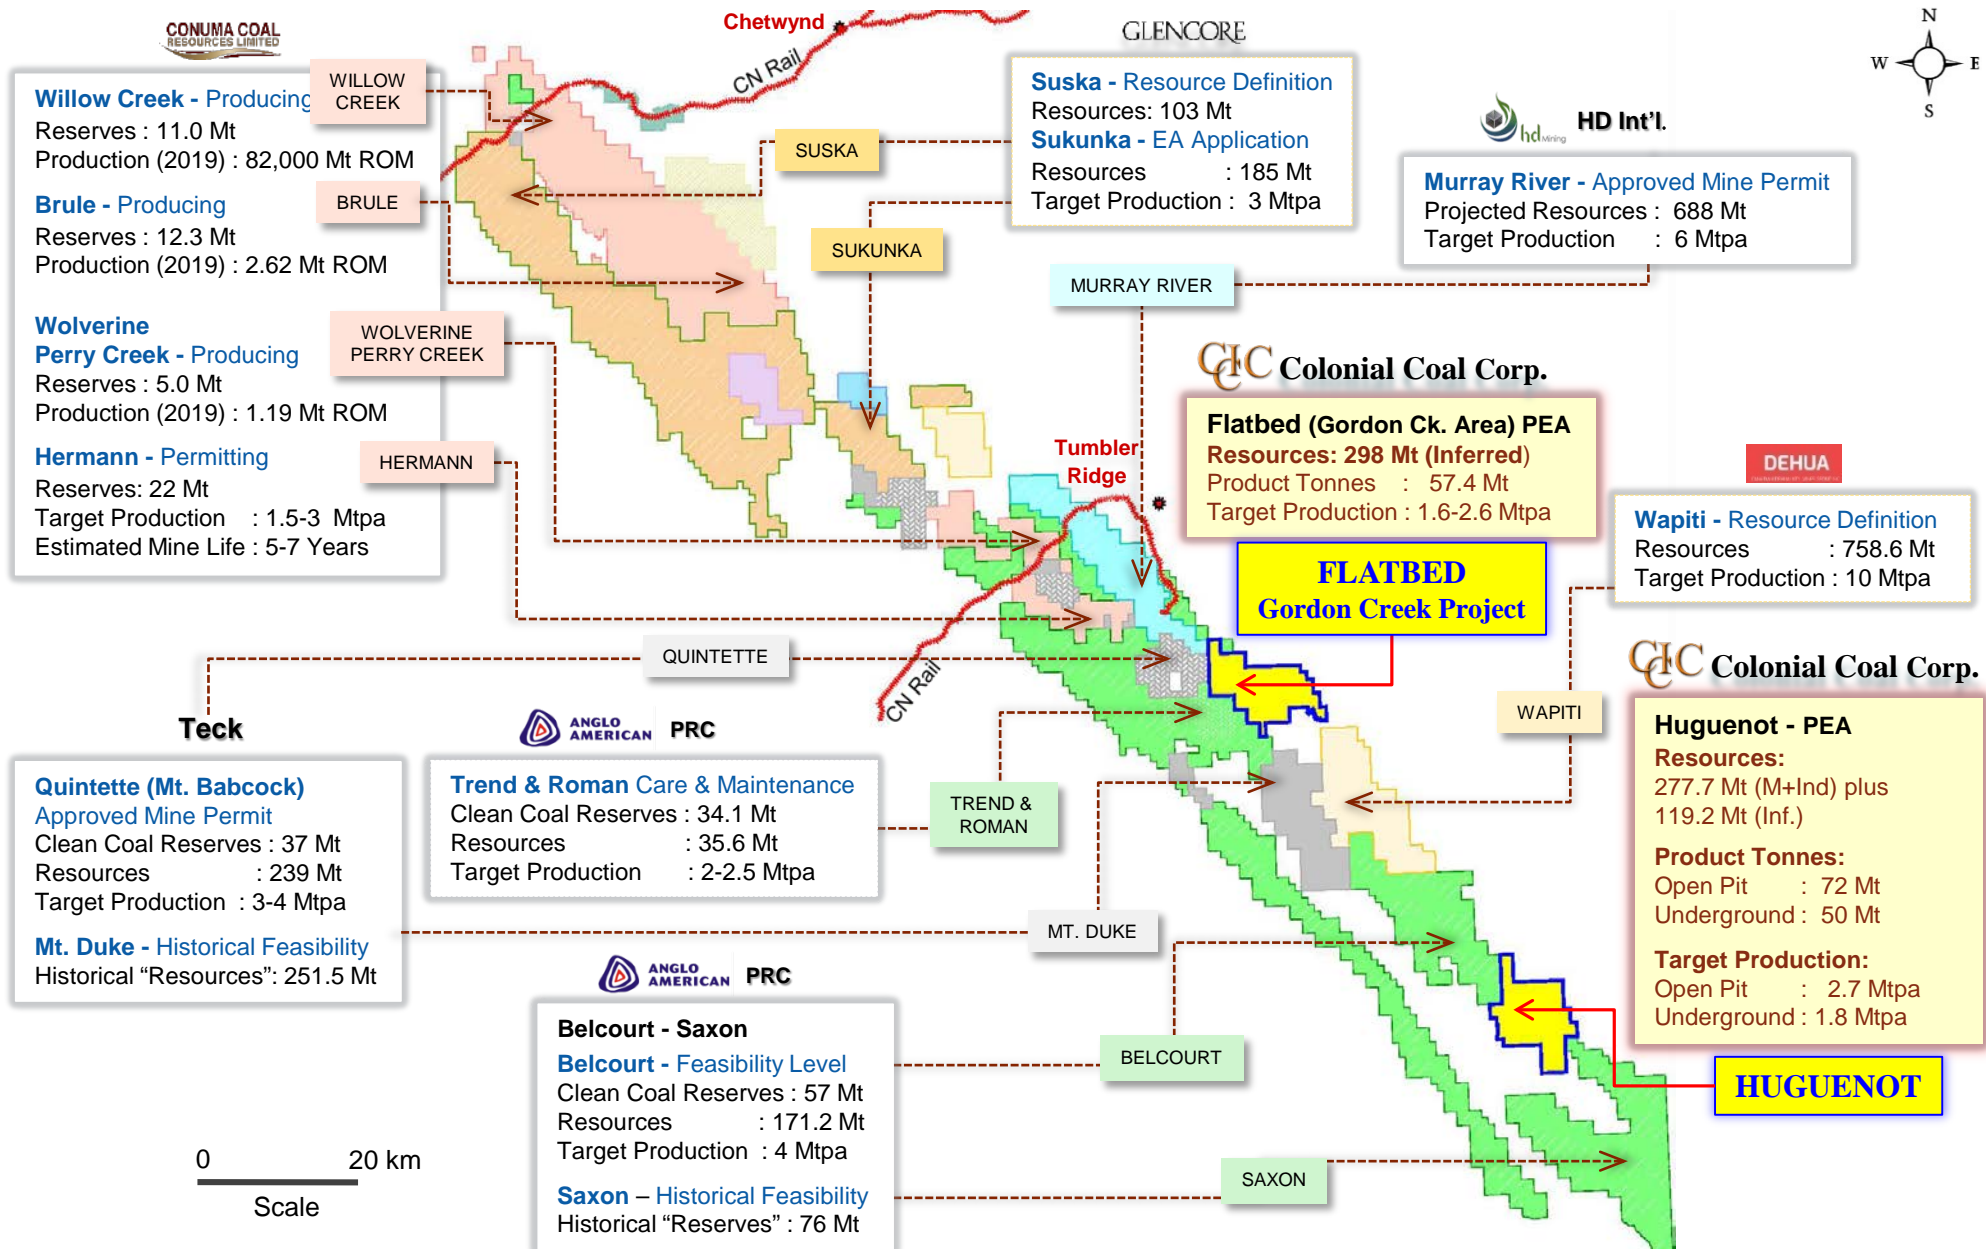 CONUMA COAL
RESOURCES LIMITED
Willow Creek - Producing
Reserves : 11.0 Mt
Production (2019) : 82,000 Mt ROM
Brule - Producing
Reserves : 12.3 Mt
Production (2019) : 2.62 Mt ROM
Wolverine
Perry Creek - Producing
Reserves : 5.0 Mt
Production (2019) : 1.19 Mt ROM
Hermann - Permitting
Reserves: 22 Mt
Target Production : 1.5-3 Mtpa
Estimated Mine Life : 5-7 Years
WILLOW
CREEK
BRULE
WOLVERINE
PERRY CREEK
HERMANN
Chetwynd
CN Rail
SUSKA
SUKUNKA
GLENCORE
Suska - Resource Definition
Resources: 103 Mt
Sukunka - EA Application
Resources : 185 Mt
Target Production : 3 Mtpa
N
W
E
S
hd Mining
HD Int'l.
Murray River - Approved Mine Permit
Projected Resources : 688 Mt
Target Production : 6 Mtpa
MURRAY RIVER
CCC Colonial Coal Corp.
Flatbed (Gordon Ck. Area) PEA
Resources: 298 Mt (Inferred)
Product Tonnes : 57.4 Mt
Target Production : 1.6-2.6 Mtpa
FLATBED
Gordon Creek Project
Tumbler
Ridge
DEHUA
Wapiti - Resource Definition
Resources : 758.6 Mt
Target Production : 10 Mtpa
WAPITI
CCC Colonial Coal Corp.
Huguenot - PEA
Resources:
277.7 Mt (M+Ind) plus
119.2 Mt (Inf.)
Product Tonnes:
Open Pit : 72 Mt
Underground : 50 Mt
Target Production:
Open Pit : 2.7 Mtpa
Underground : 1.8 Mtpa
HUGUENOT
QUINTETTE
CN Rail
Teck
Quintette (Mt. Babcock)
Approved Mine Permit
Clean Coal Reserves : 37 Mt
Resources : 239 Mt
Target Production : 3-4 Mtpa
Mt. Duke - Historical Feasibility
Historical “Resources”: 251.5 Mt
ANGLO
AMERICAN
PRC
Trend & Roman Care & Maintenance
Clean Coal Reserves : 34.1 Mt
Resources : 35.6 Mt
Target Production : 2-2.5 Mtpa
TREND &
ROMAN
MT. DUKE
ANGLO
AMERICAN
PRC
Belcourt - Saxon
Belcourt - Feasibility Level
Clean Coal Reserves : 57 Mt
Resources : 171.2 Mt
Target Production : 4 Mtpa
Saxon – Historical Feasibility
Historical “Reserves” : 76 Mt
BELCOURT
SAXON
0 20 km
Scale